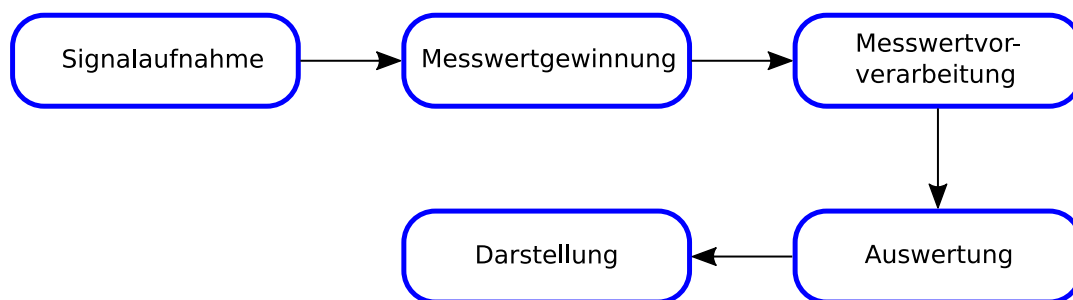 Signalaufnahme
Messwertgewinnung
Messwertvor-
verarbeitung
Auswertung
Darstellung